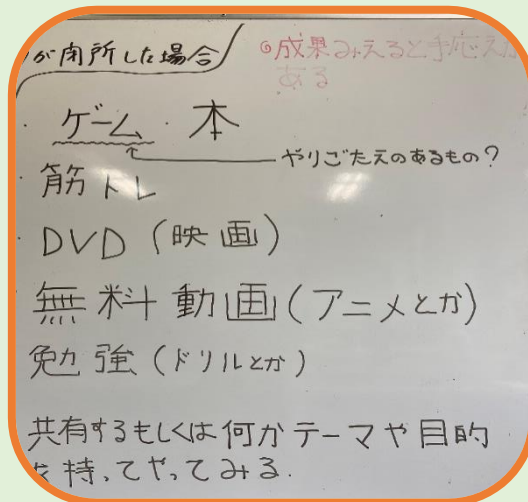 が閉所した場合
◎成果みえると手応えが
ある
・ゲーム ・本
やりごたえのあるもの?
・筋トレ
・DVD(映画)
・無料動画(アニメとか)
・勉強(ドリルとか)
共有するもしくは何かテーマや目的
を持ってやってみる.